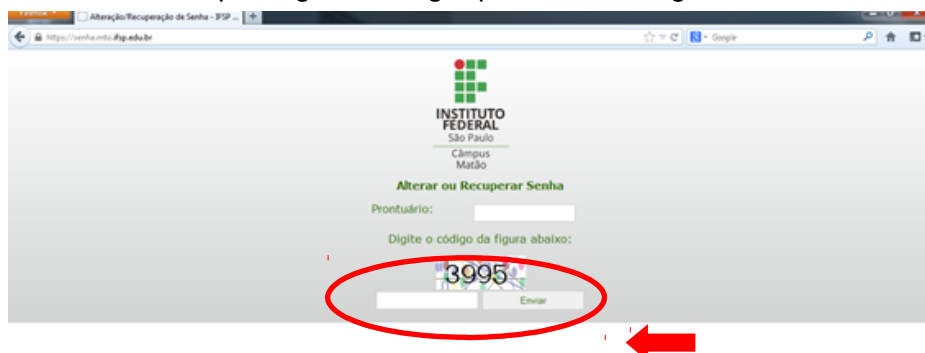 Alteração/Recuperação de Senha - IFSP ...
https://senha.mto.ifsp.edu.br
Google
INSTITUTO
FEDERAL
São Paulo
Câmpus
Matão
Alterar ou Recuperar Senha
Prontuário:
Digite o código da figura abaixo:
3995
Enviar